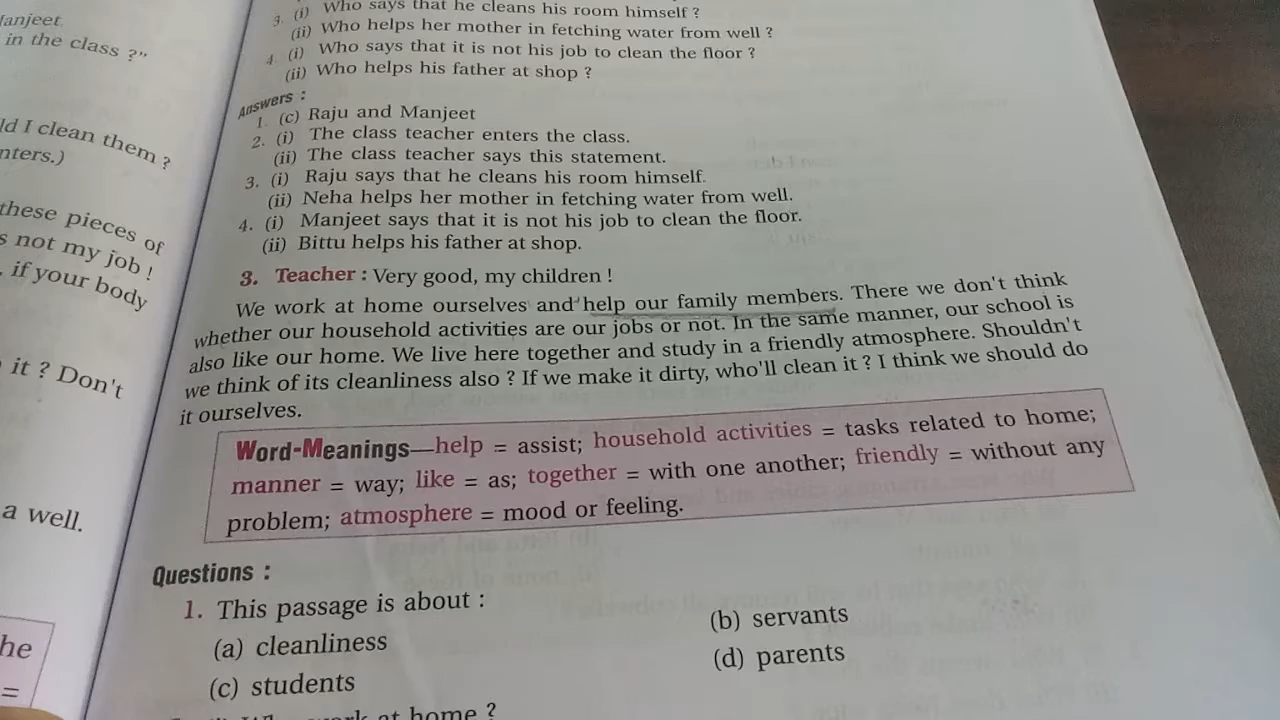 Manjeet
in the class ?"
ld I clean them ?
nters.)
these pieces of
s not my job !
, if your body
it ? Don't
a well.
he
=
3. (i) Who says that he cleans his room himself ?
(ii) Who helps her mother in fetching water from well ?
4. (i) Who says that it is not his job to clean the floor ?
(ii) Who helps his father at shop ?
Answers :
1. (c) Raju and Manjeet
2. (i) The class teacher enters the class.
(ii) The class teacher says this statement.
3. (i) Raju says that he cleans his room himself.
(ii) Neha helps her mother in fetching water from well.
4. (i) Manjeet says that it is not his job to clean the floor.
(ii) Bittu helps his father at shop.
3. Teacher : Very good, my children !
We work at home ourselves and help our family members. There we don't think
whether our household activities are our jobs or not. In the same manner, our school is
also like our home. We live here together and study in a friendly atmosphere. Shouldn't
we think of its cleanliness also ? If we make it dirty, who'll clean it ? I think we should do
it ourselves.
Word-Meanings—help = assist; household activities = tasks related to home;
manner = way; like = as; together = with one another; friendly = without any
problem; atmosphere = mood or feeling.
Questions :
1. This passage is about :
(a) cleanliness (b) servants
(c) students (d) parents
at home ?